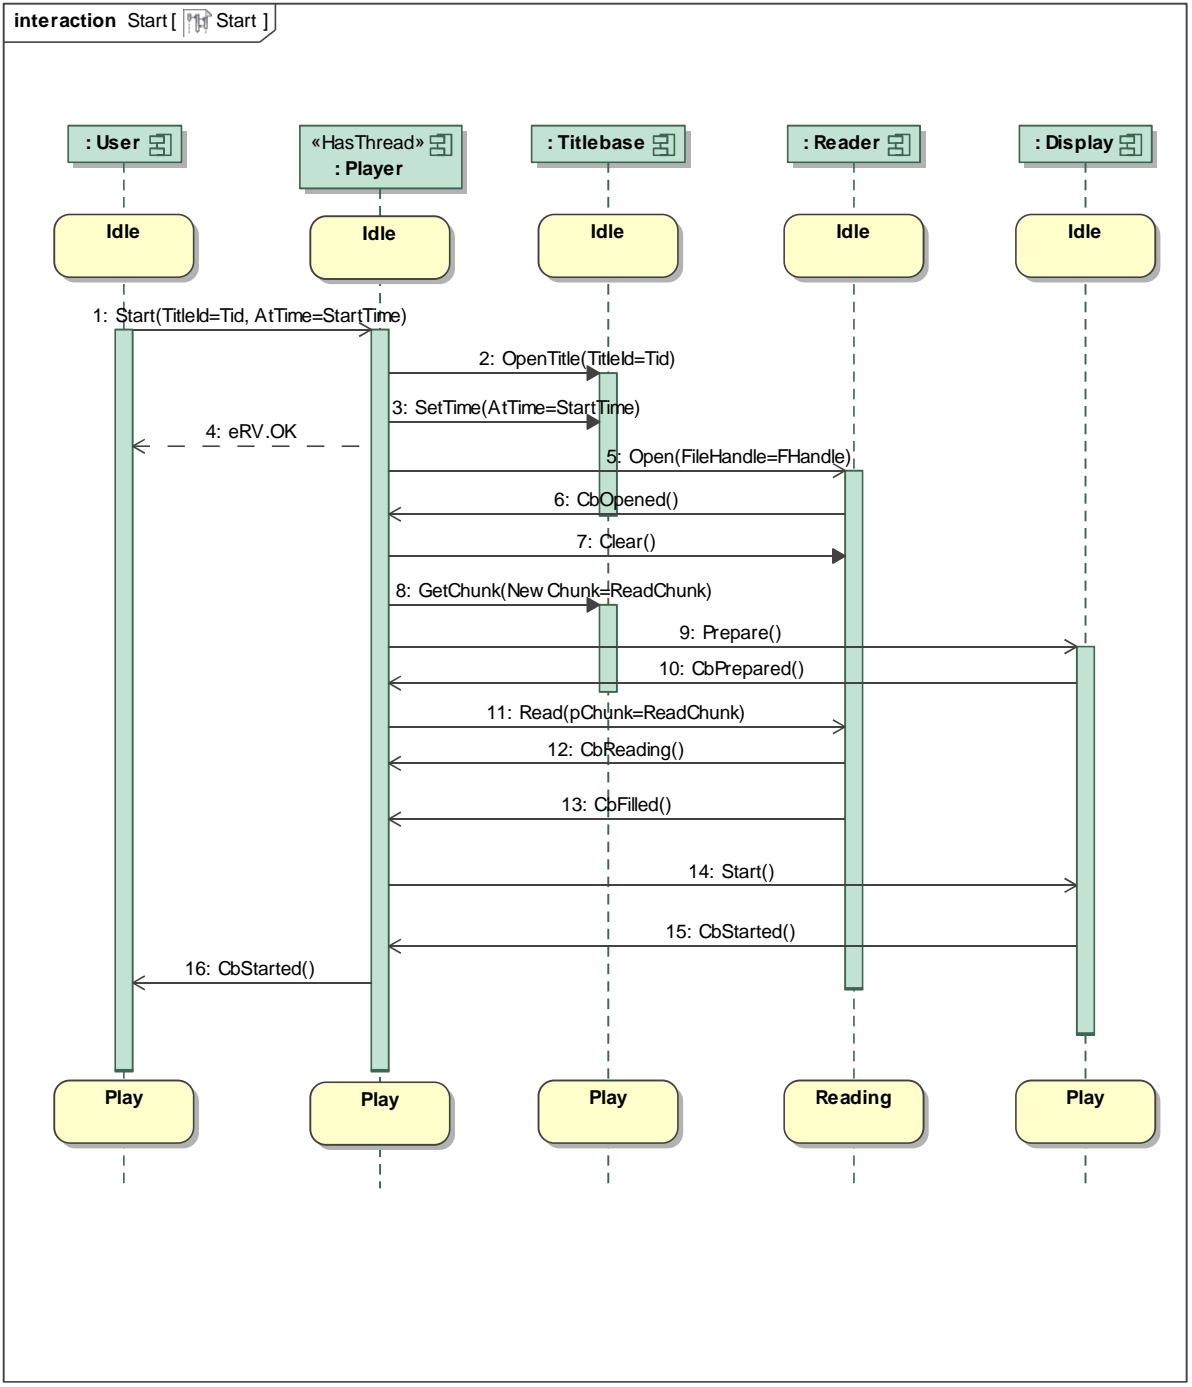 interaction Start [ Start ]
: User
«HasThread»
: Player
: Titlebase
: Reader
: Display
Idle
Idle
Idle
Idle
Idle
1: Start(TitleId=Tid, AtTime=StartTime)
2: OpenTitle(TitleId=Tid)
3: SetTime(AtTime=StartTime)
4: eRV.OK
5: Open(FileHandle=FHandle)
6: CbOpened()
7: Clear()
8: GetChunk(New Chunk=ReadChunk)
9: Prepare()
10: CbPrepared()
11: Read(pChunk=ReadChunk)
12: CbReading()
13: CbFilled()
14: Start()
15: CbStarted()
16: CbStarted()
Play
Play
Play
Reading
Play